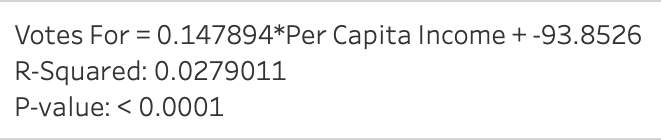 Votes For = 0.147894*Per Capita Income + -93.8526
R-Squared: 0.0279011
P-value: < 0.0001